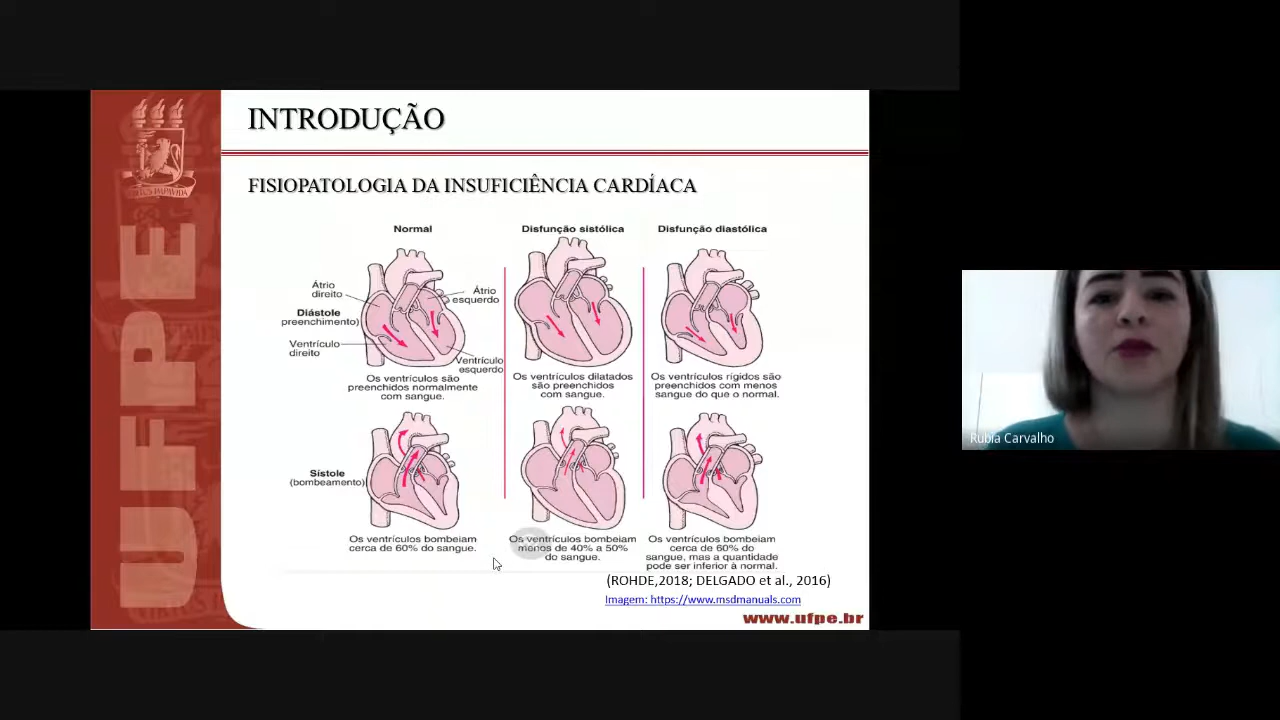 INTRODUÇÃO
FISIOPATOLOGIA DA INSUFICIÊNCIA CARDÍACA
Normal
Disfunção sistólica
Disfunção diastólica
Átrio
direito
Átrio
esquerdo
Diástole
preenchimento)
Ventrículo
direito
Ventrículo
esquerdo
Os ventrículos são
preenchidos normalmente
com sangue.
Os ventrículos dilatados
são preenchidos
com sangue.
Os ventrículos rígidos são
preenchidos com menos
sangue do que o normal.
Sístole
(bombeamento)
Os ventrículos bombeiam
cerca de 60% do sangue.
Os ventrículos bombeiam
menos de 40% a 50%
do sangue.
Os ventrículos bombeiam
cerca de 60% do
sangue, mas a quantidade
pode ser inferior à normal.
(ROHDE,2018; DELGADO et al., 2016)
Imagem: https://www.msdmanuals.com
www.ufpe.br
UFPE
Rubia Carvalho